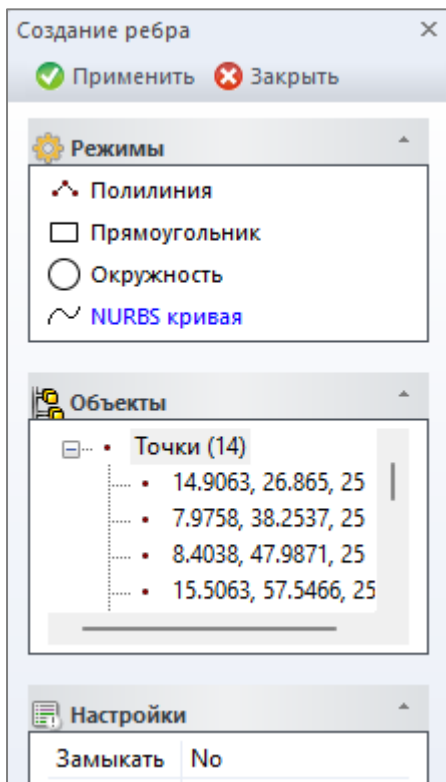 Создание ребра
Применить Закрыть
Режимы
Полилиния
Прямоугольник
Окружность
NURBS кривая
Объекты
Точки (14)
14.9063, 26.865, 25
7.9758, 38.2537, 25
8.4038, 47.9871, 25
15.5063, 57.5466, 25
Настройки
Замыкать No